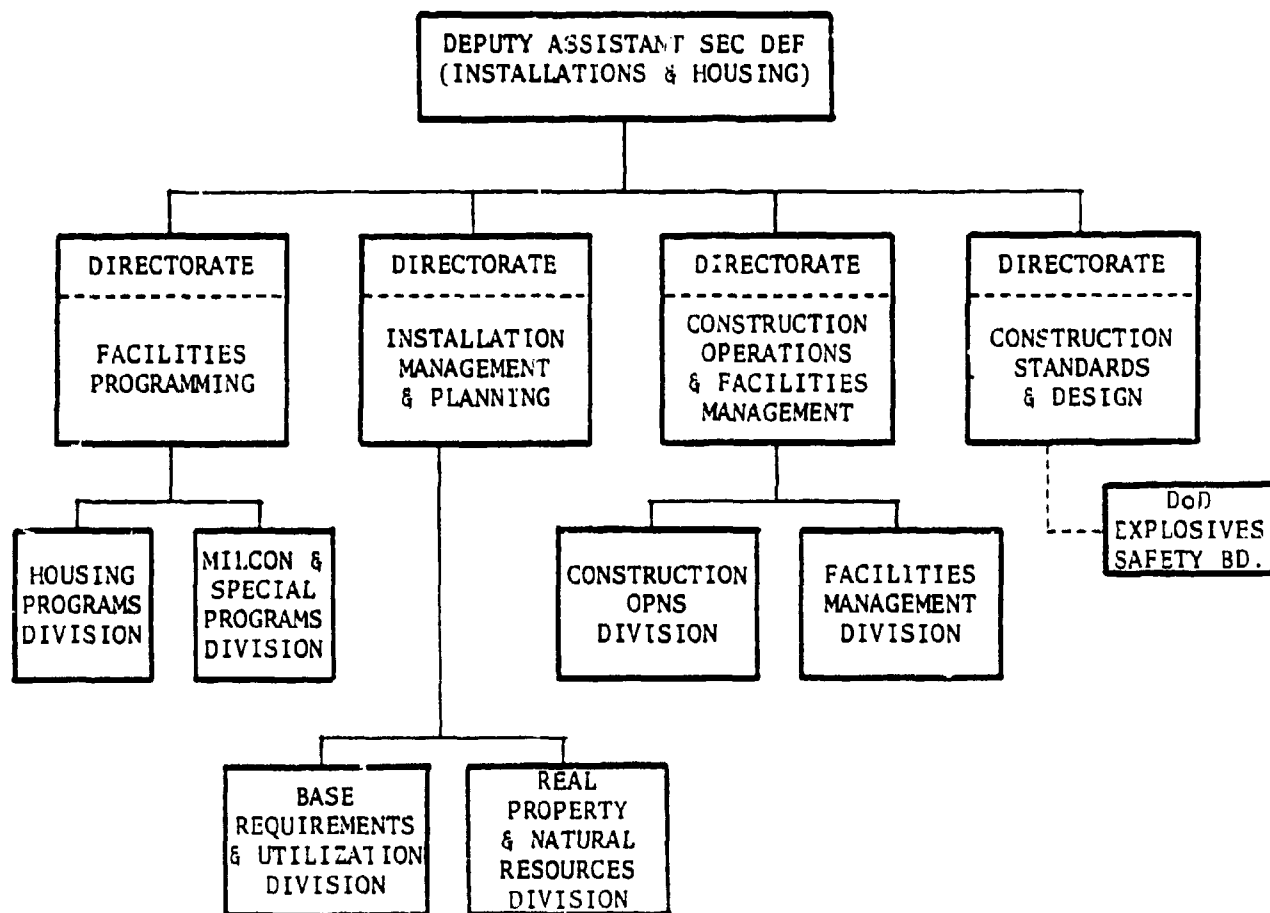 DEPUTY ASSISTANT SEC DEF
(INSTALLATIONS & HOUSING)
DIRECTORATE
FACILITIES
PROGRAMMING
DIRECTORATE
INSTALLATION
MANAGEMENT
& PLANNING
DIRECTORATE
CONSTRUCTION
OPERATIONS
& FACILITIES
MANAGEMENT
DIRECTORATE
CONSTRUCTION
STANDARDS
& DESIGN
HOUSING
PROGRAMS
DIVISION
MILCON &
SPECIAL
PROGRAMS
DIVISION
CONSTRUCTION
OPNS
DIVISION
FACILITIES
MANAGEMENT
DIVISION
DoD
EXPLOSIVES
SAFETY BD.
BASE
REQUIREMENTS
& UTILIZATION
DIVISION
REAL
PROPERTY
& NATURAL
RESOURCES
DIVISION